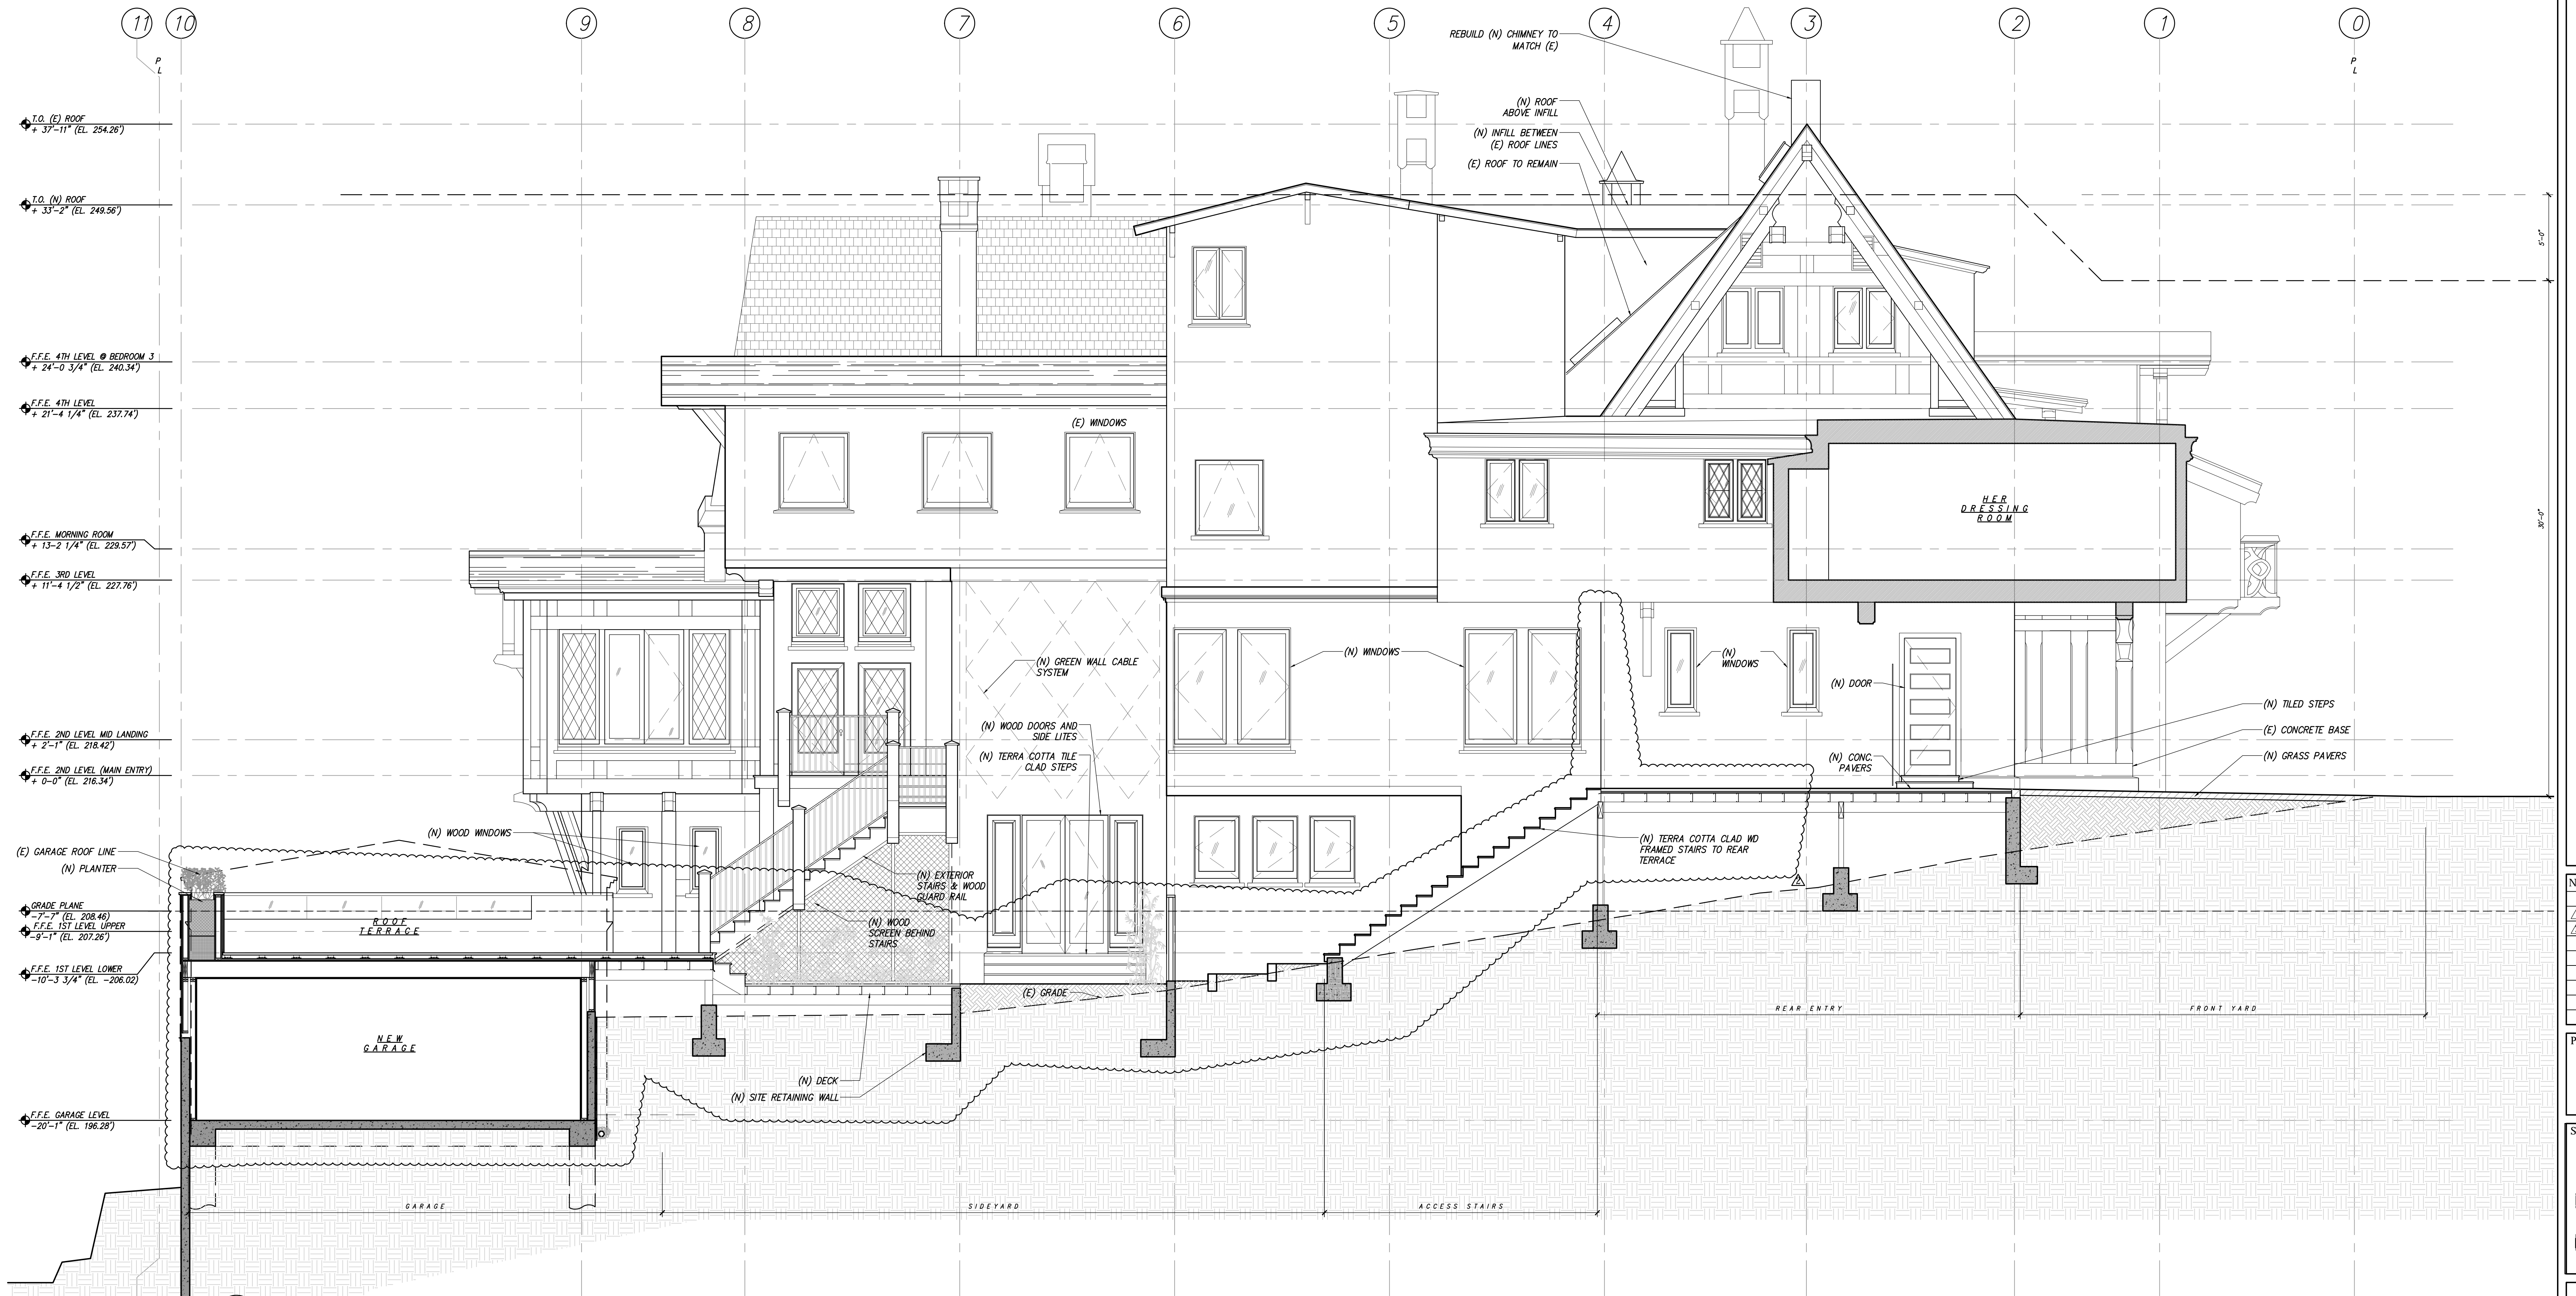 11
10
9
8
7
6
5
4
3
2
1
0
P
L
P
L
REBUILD (N) CHIMNEY TO
MATCH (E)
(N) ROOF
ABOVE INFILL
(N) INFILL BETWEEN
(E) ROOF LINES
(E) ROOF TO REMAIN
T.O. (E) ROOF
+ 37'-11" (EL. 254.26')
T.O. (N) ROOF
+ 33'-2" (EL. 249.56')
F.F.E. 4TH LEVEL @ BEDROOM 3
+ 24'-0 3/4" (EL. 240.34')
F.F.E. 4TH LEVEL
+ 21'-4 1/4" (EL. 237.74')
F.F.E. MORNING ROOM
+ 13-2 1/4" (EL. 229.57')
F.F.E. 3RD LEVEL
+ 11'-4 1/2" (EL. 227.76')
F.F.E. 2ND LEVEL MID LANDING
+ 2'-1" (EL. 218.42')
F.F.E. 2ND LEVEL (MAIN ENTRY)
+ 0-0" (EL. 216.34')
(E) GARAGE ROOF LINE
(N) PLANTER
GRADE PLANE
-7'-7" (EL. 208.46)
F.F.E. 1ST LEVEL UPPER
-9'-1" (EL. 207.26')
F.F.E. 1ST LEVEL LOWER
-10'-3 3/4" (EL. -206.02)
F.F.E. GARAGE LEVEL
-20'-1" (EL. 196.28')
5'-0"
30'-0"
(E) WINDOWS
HER
DRESSING
ROOM
(N) GREEN WALL CABLE
SYSTEM
(N) WINDOWS
(N)
WINDOWS
(N) DOOR
(N) TILED STEPS
(E) CONCRETE BASE
(N) GRASS PAVERS
(N) CONC.
PAVERS
(N) WOOD DOORS AND
SIDE LITES
(N) TERRA COTTA TILE
CLAD STEPS
(N) WOOD WINDOWS
(N) EXTERIOR
STAIRS & WOOD
GUARD RAIL
(N) WOOD
SCREEN BEHIND
STAIRS
(N) TERRA COTTA CLAD WD
FRAMED STAIRS TO REAR
TERRACE
2
ROOF
TERRACE
(E) GRADE
NEW
GARAGE
(N) DECK
(N) SITE RETAINING WALL
REAR ENTRY
FRONT YARD
GARAGE
SIDEYARD
ACCESS STAIRS
N
P
S